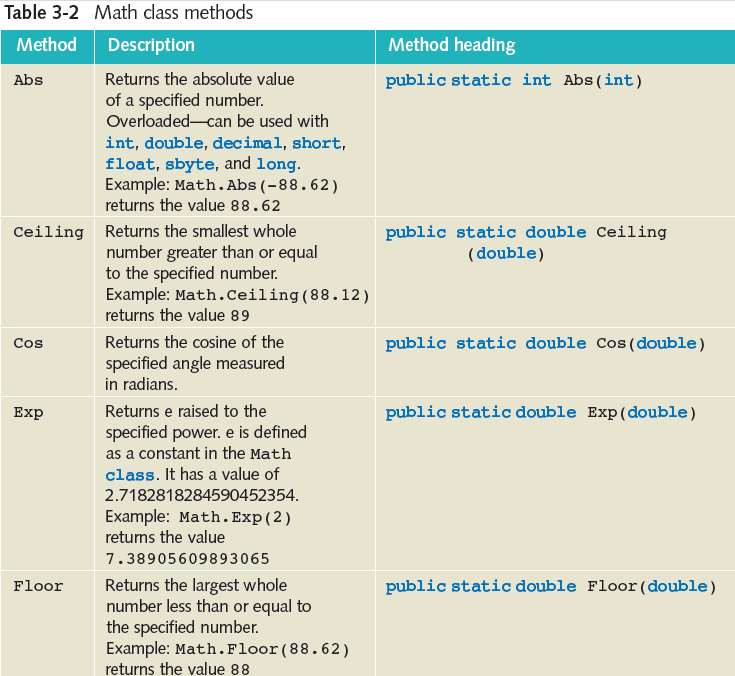 Table 3-2 Math class methods
Method Description Method heading
Abs Returns the absolute value public static int Abs(int)
of a specified number.
Overloaded—can be used with
int, double, decimal, short,
float, sbyte, and long.
Example: Math.Abs(-88.62)
returns the value 88.62
Ceiling Returns the smallest whole public static double Ceiling
number greater than or equal (double)
to the specified number.
Example: Math.Ceiling(88.12)
returns the value 89
Cos Returns the cosine of the public static double Cos(double)
specified angle measured
in radians.
Exp Returns e raised to the public static double Exp(double)
specified power. e is defined
as a constant in the Math
class. It has a value of
2.7182818284590452354.
Example: Math.Exp(2)
returns the value
7.38905609893065
Floor Returns the largest whole public static double Floor(double)
number less than or equal to
the specified number.
Example: Math.Floor(88.62)
returns the value 88